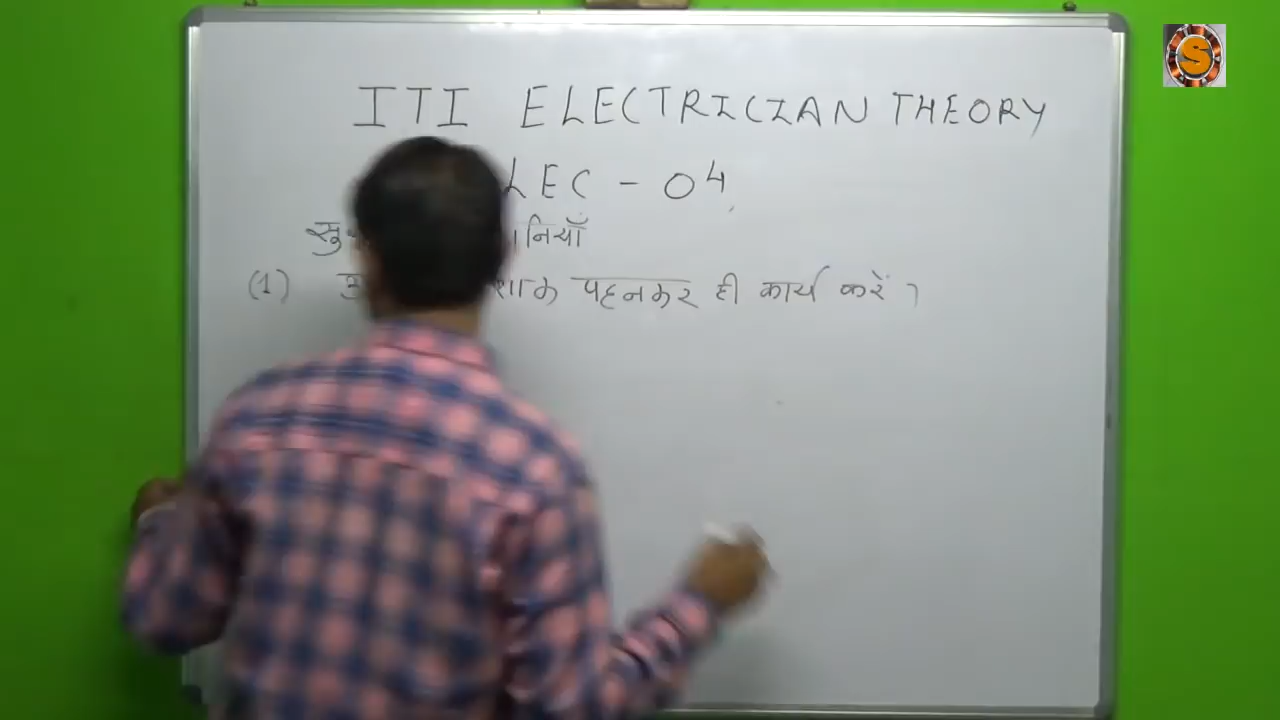 ITI ELECTRICIAN THEORY
LEC - 04
(1) पहनकर ही कार्य करें ।
S